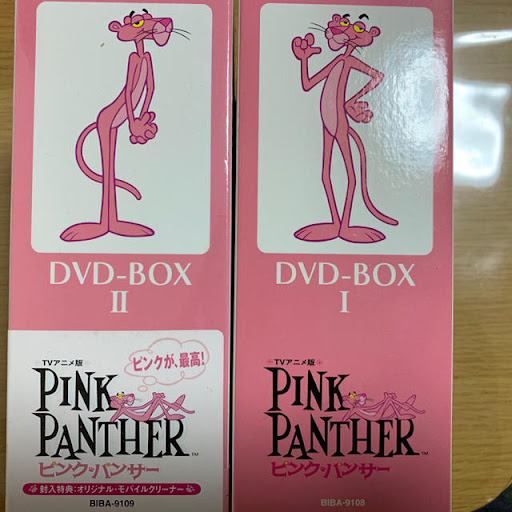 DVD-BOX
II
TVアニメ版
ピンクが、最高!
PINK
PANTHER™
ピンク・パンサー
封入特典:オリジナル・モバイルクリーナー
BIBA-9109
DVD-BOX
I
TVアニメ版
PINK
PANTHER™
ピンク・パンサー
BIBA-9108